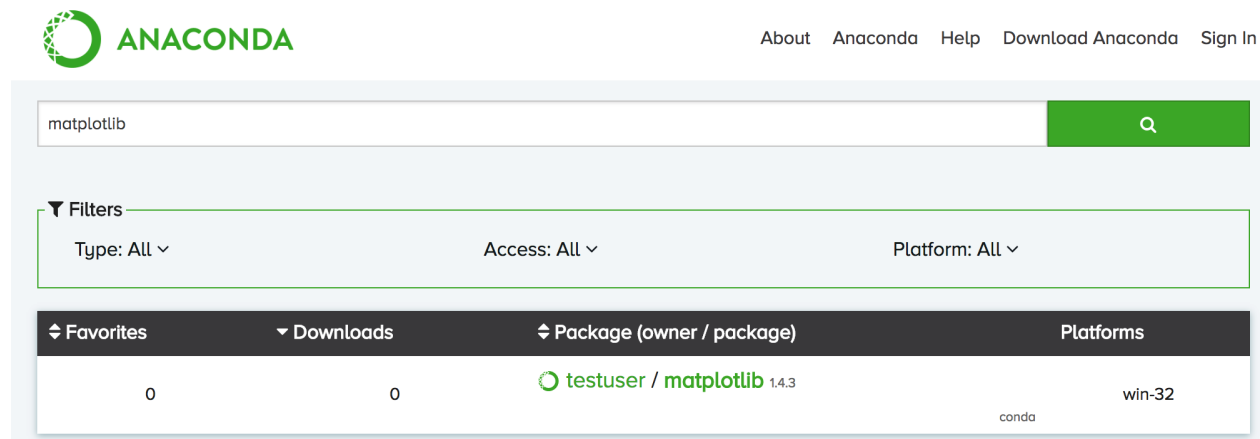 ANACONDA
About Anaconda Help Download Anaconda Sign In
matplotlib
Filters
Type: All Access: All Platform: All
Favorites Downloads Package (owner / package) Platforms
0 0 testuser / matplotlib 1.4.3 win-32
conda